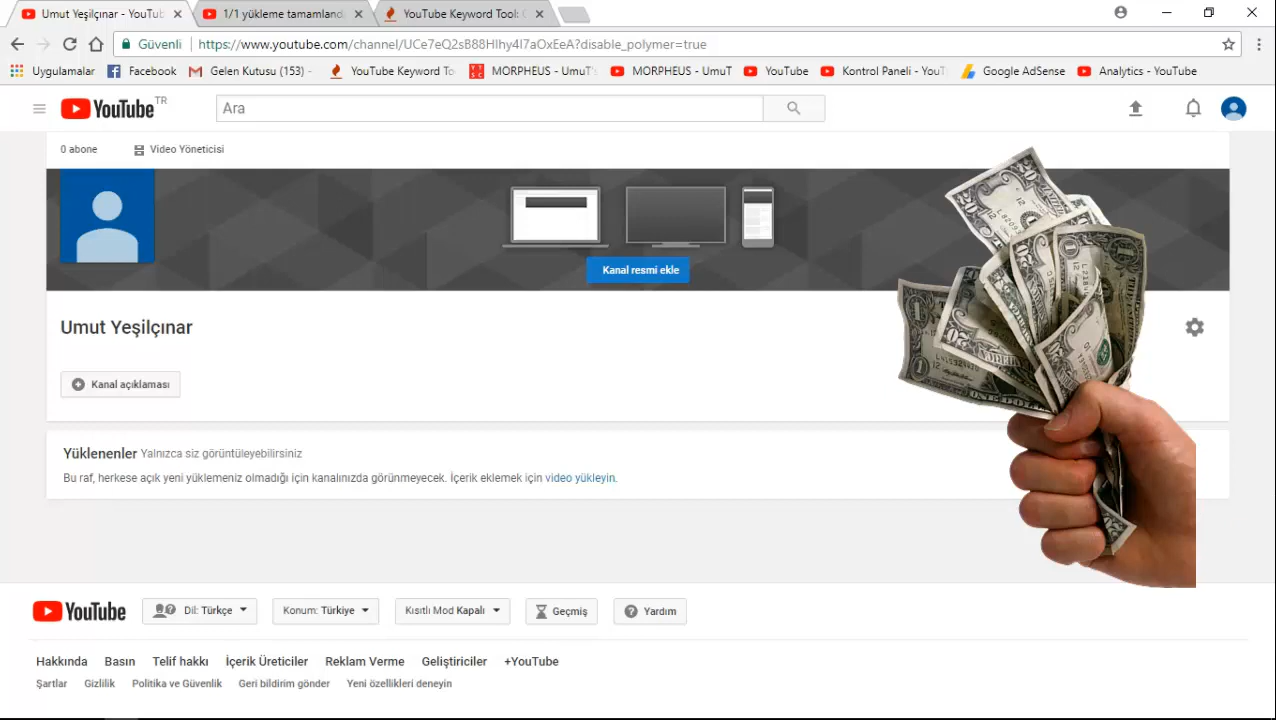 Umut Yeşilçınar - YouTub
1/1 yükleme tamamland
YouTube Keyword Tool:
Güvenli
https://www.youtube.com/channel/UCe7eQ2sB88HIhy4I7aOxEeA?disable_polymer=true
Uygulamalar
Facebook
Gelen Kutusu (153) -
YouTube Keyword To
MORPHEUS - UmuT'
MORPHEUS - UmuT
YouTube
Kontrol Paneli - YouT
Google AdSense
Analytics - YouTube
YouTube TR
Ara
0 abone
Video Yöneticisi
Kanal resmi ekle
Umut Yeşilçınar
Kanal açıklaması
Yüklenenler Yalnızca siz görüntüleyebilirsiniz
Bu raf, herkese açık yeni yüklemeniz olmadığı için kanalınızda görünmeyecek. İçerik eklemek için video yükleyin.
YouTube
Dil: Türkçe
Konum: Türkiye
Kısıtlı Mod Kapalı
Geçmiş
Yardım
Hakkında Basın Telif hakkı İçerik Üreticiler Reklam Verme Geliştiriciler +YouTube
Şartlar Gizlilik Politika ve Güvenlik Geri bildirim gönder Yeni özellikleri deneyin